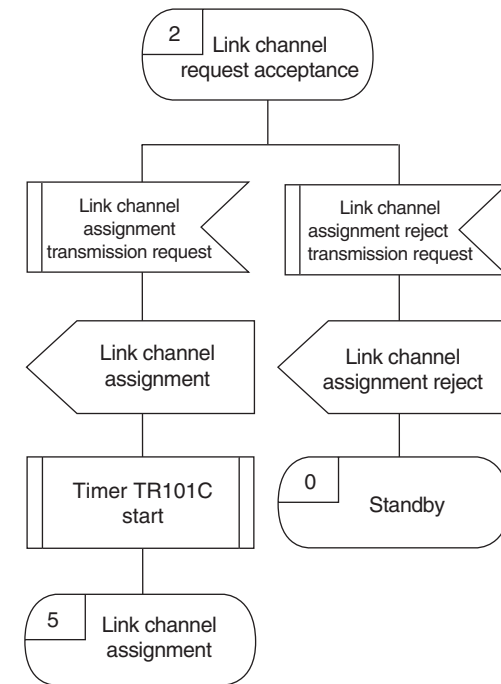 2
Link channel
request acceptance
Link channel
assignment
transmission request
Link channel
assignment reject
transmission request
Link channel
assignment
Link channel
assignment reject
Timer TR101C
start
0
Standby
5
Link channel
assignment